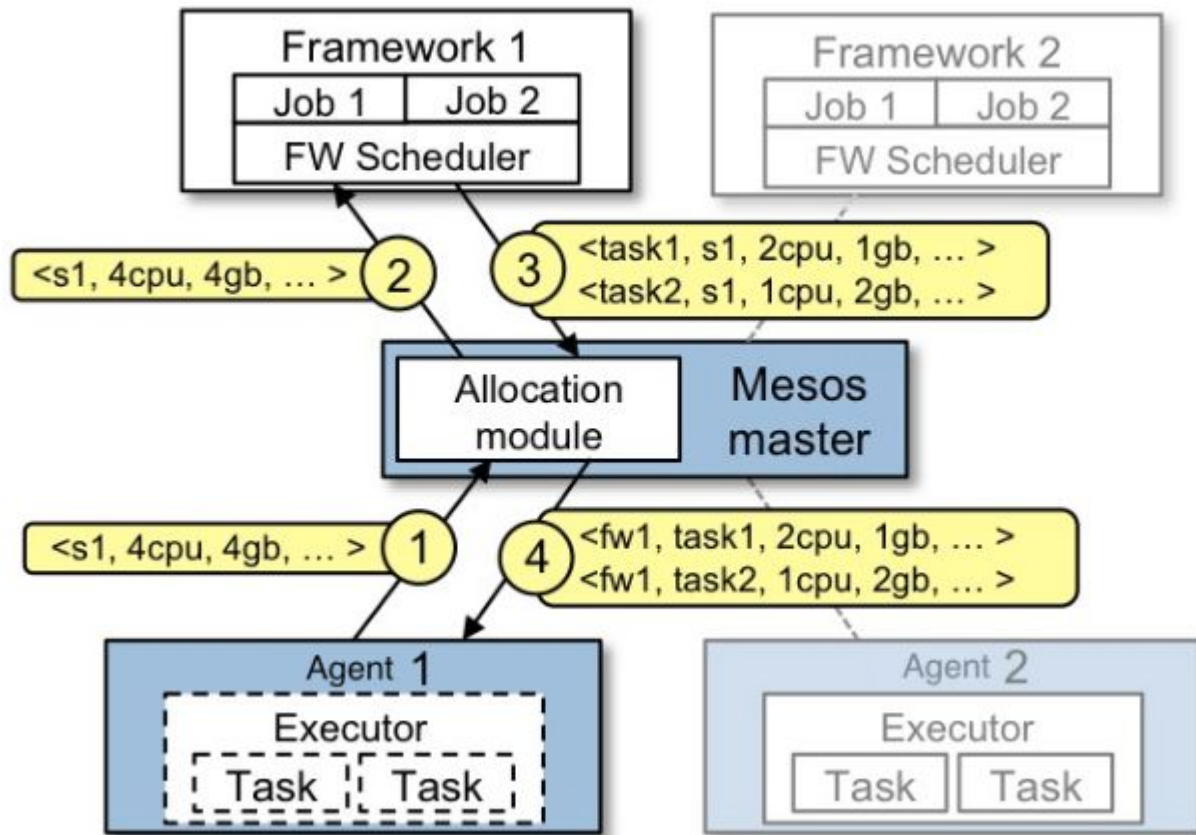 Framework 1
Job 1 Job 2
FW Scheduler
Framework 2
Job 1 Job 2
FW Scheduler
<s1, 4cpu, 4gb, … >
2
3
<task1, s1, 2cpu, 1gb, … >
<task2, s1, 1cpu, 2gb, … >
Allocation
module
Mesos
master
<s1, 4cpu, 4gb, … >
1
4
<fw1, task1, 2cpu, 1gb, … >
<fw1, task2, 1cpu, 2gb, … >
Agent 1
Executor
Task Task
Agent 2
Executor
Task Task